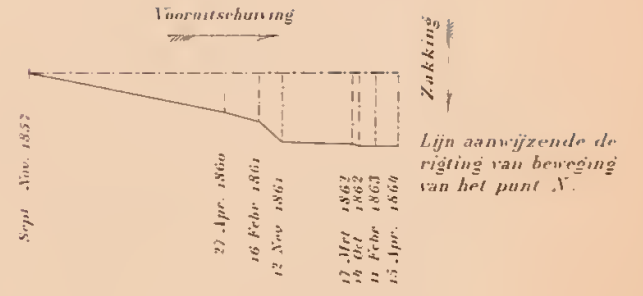 Vooruitschuiving
Zakking
Sept Nov. 1857
27 Apr. 1860
16 Febr 1861
12 Nov 1861
17 Mrt 1862
14 Oct 1862
11 Febr 1863
15 Apr. 1864
Lijn aanwijzende de
rigting van beweging
van het punt N.